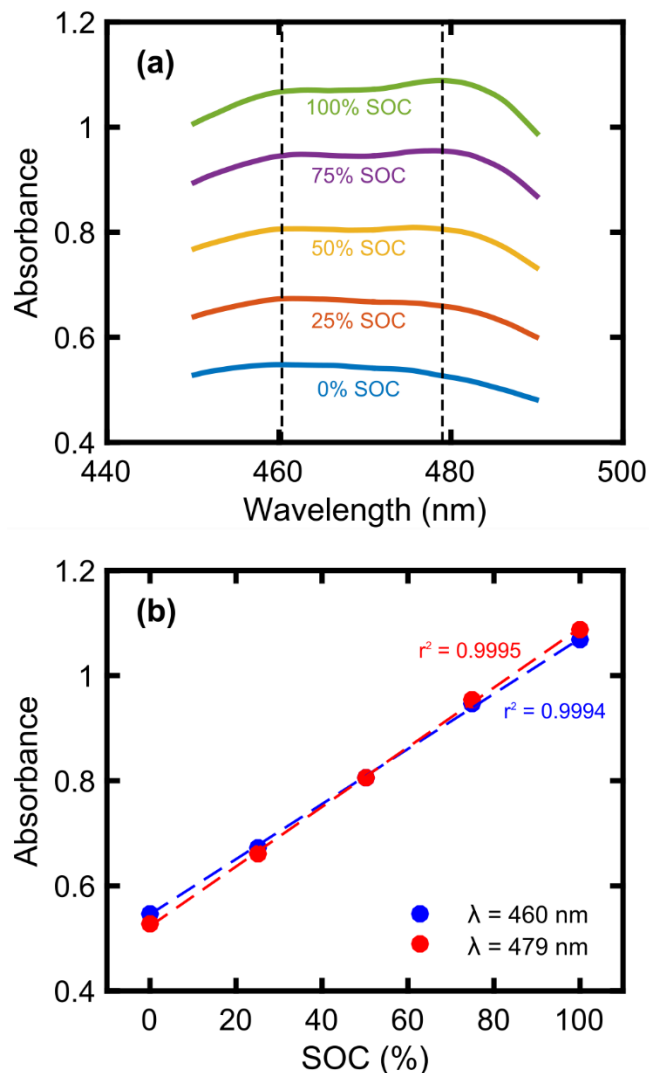 1.2
(a)
1
100% SOC
75% SOC
0.8
50% SOC
0.6
25% SOC
0% SOC
0.4
440 460 480 500
Absorbance
Wavelength (nm)
1.2
(b)
r² = 0.9995
1
r² = 0.9994
0.8
0.6
λ = 460 nm
λ = 479 nm
0.4
0 20 40 60 80 100
Absorbance
SOC (%)